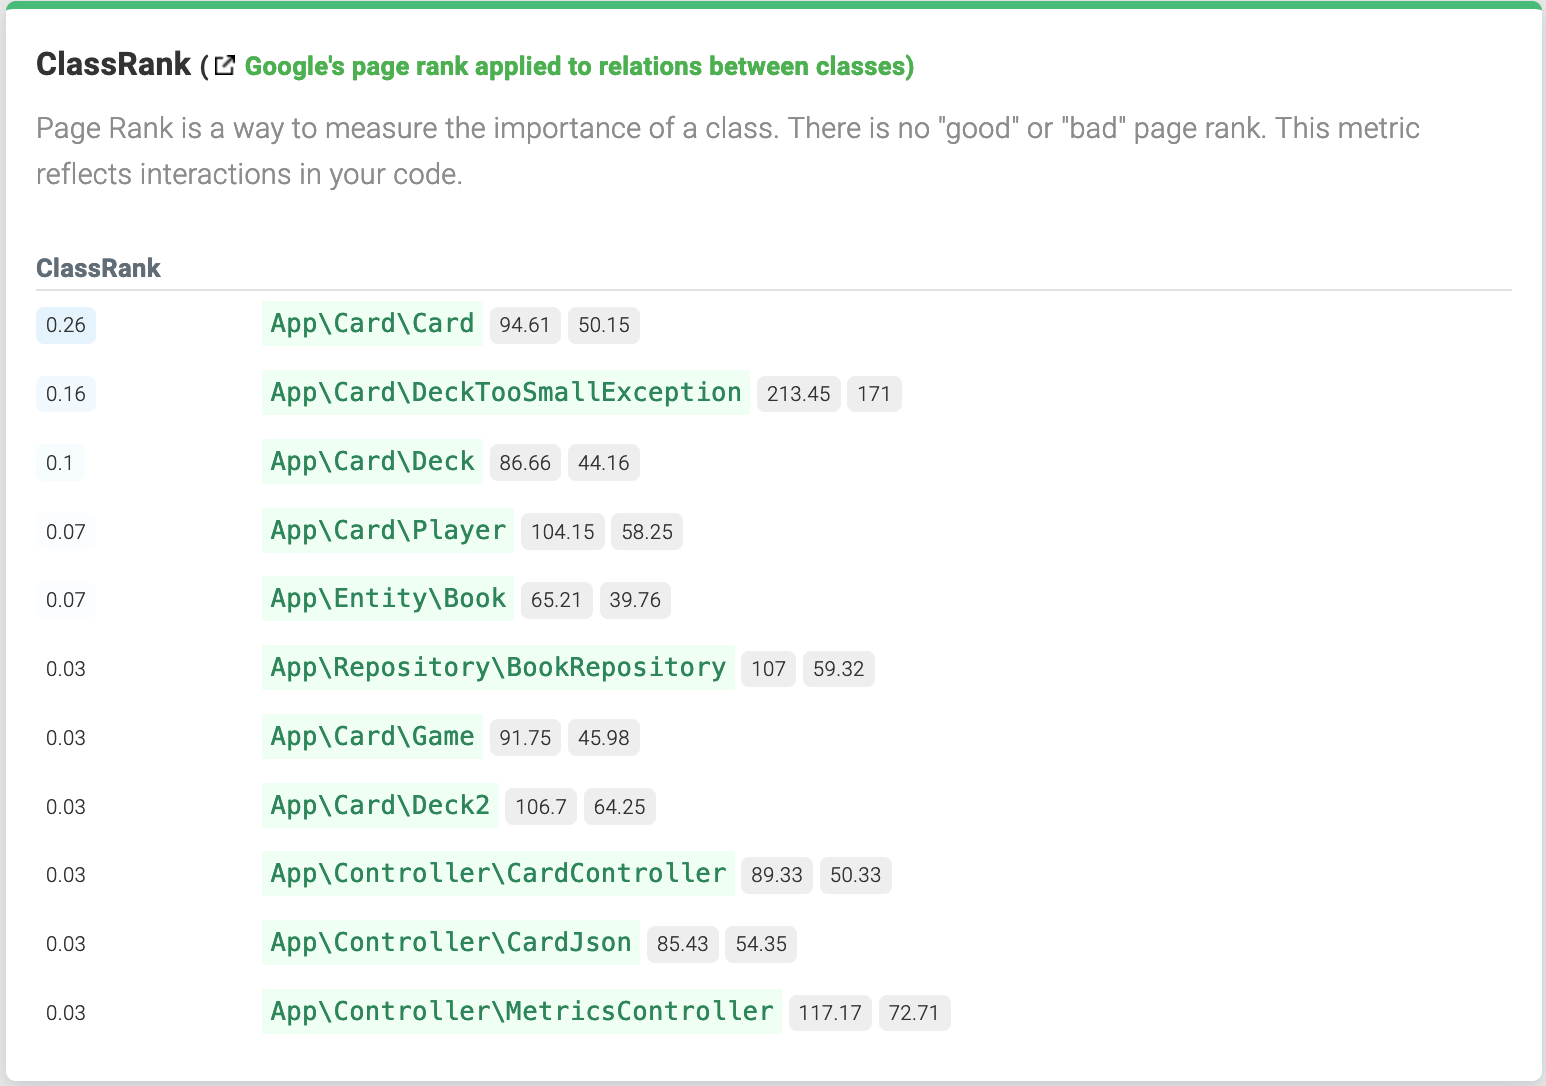 ClassRank ( Google's page rank applied to relations between classes)
Page Rank is a way to measure the importance of a class. There is no "good" or "bad" page rank. This metric
reflects interactions in your code.
ClassRank
0.26 App\Card\Card 94.61 50.15
0.16 App\Card\DeckTooSmallException 213.45 171
0.1 App\Card\Deck 86.66 44.16
0.07 App\Card\Player 104.15 58.25
0.07 App\Entity\Book 65.21 39.76
0.03 App\Repository\BookRepository 107 59.32
0.03 App\Card\Game 91.75 45.98
0.03 App\Card\Deck2 106.7 64.25
0.03 App\Controller\CardController 89.33 50.33
0.03 App\Controller\CardJson 85.43 54.35
0.03 App\Controller\MetricsController 117.17 72.71